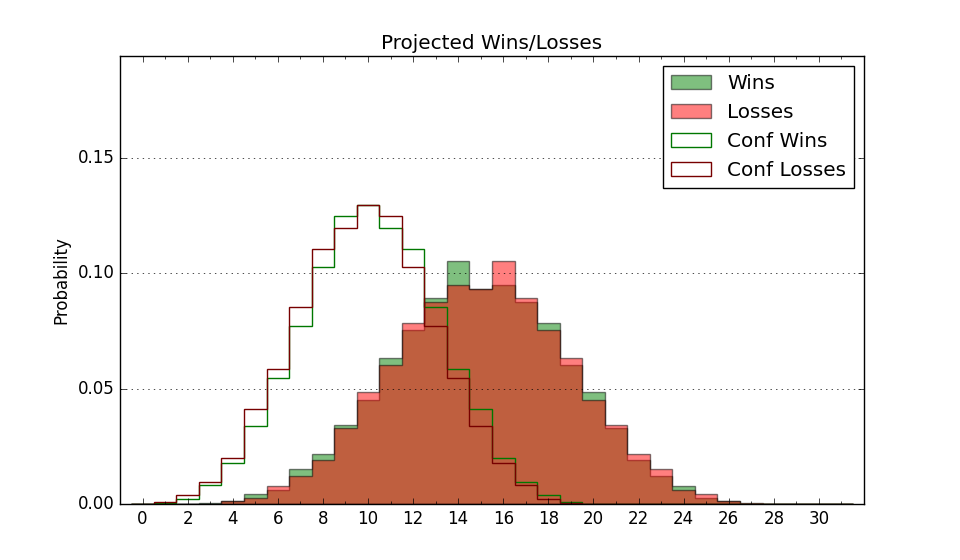 Projected Wins/Losses
Wins
Losses
Conf Wins
Conf Losses
Probability
0.15
0.10
0.05
0.00
0 2 4 6 8 10 12 14 16 18 20 22 24 26 28 30